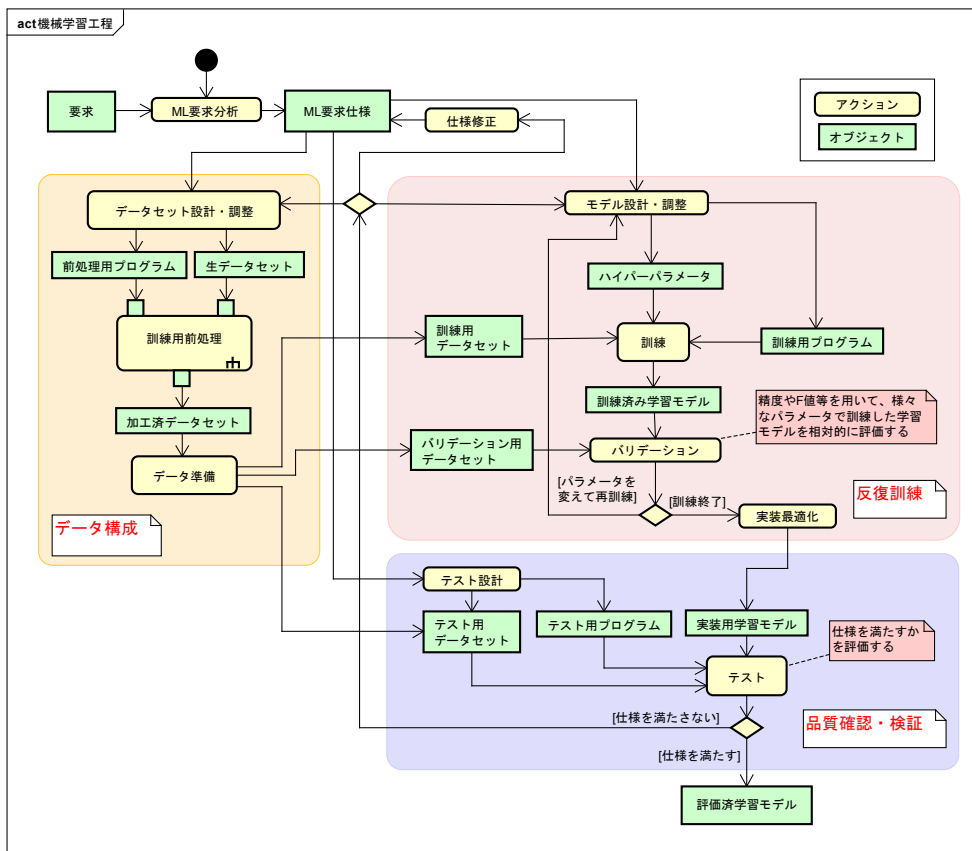 act機械学習工程
要求
ML要求分析
ML要求仕様
仕様修正
アクション
オブジェクト
データセット設計・調整
モデル設計・調整
前処理用プログラム
生データセット
ハイパーパラメータ
訓練用前処理
訓練用
データセット
訓練
訓練用プログラム
加工済データセット
訓練済み学習モデル
精度やF値等を用いて、様々
なパラメータで訓練した学習
モデルを相対的に評価する
バリデーション用
データセット
バリデーション
データ準備
[パラメータを
変えて再訓練]
[訓練終了]
実装最適化
反復訓練
データ構成
テスト設計
テスト用
データセット
テスト用プログラム
実装用学習モデル
仕様を満たすか
を評価する
テスト
[仕様を満たさない]
品質確認・検証
[仕様を満たす]
評価済学習モデル